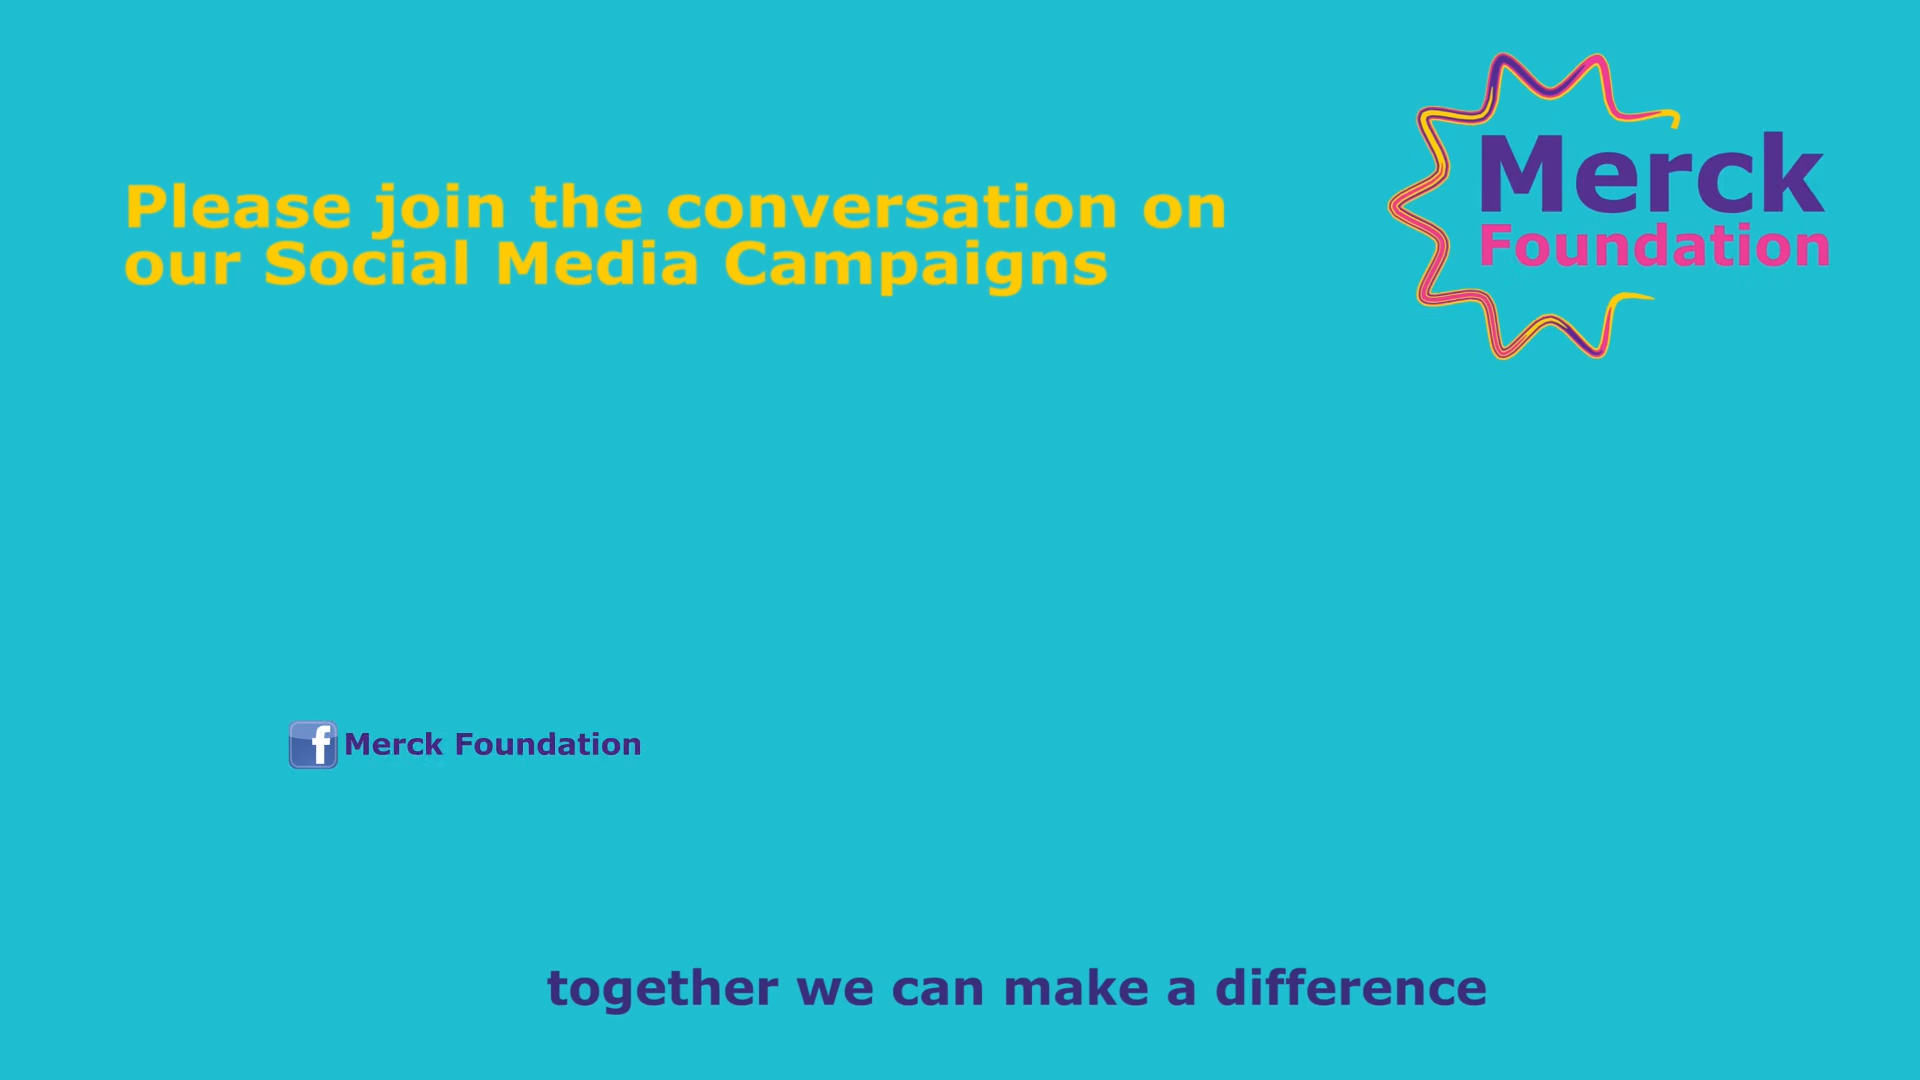 Merck
Foundation
Please join the conversation on
our Social Media Campaigns
Merck Foundation
together we can make a difference